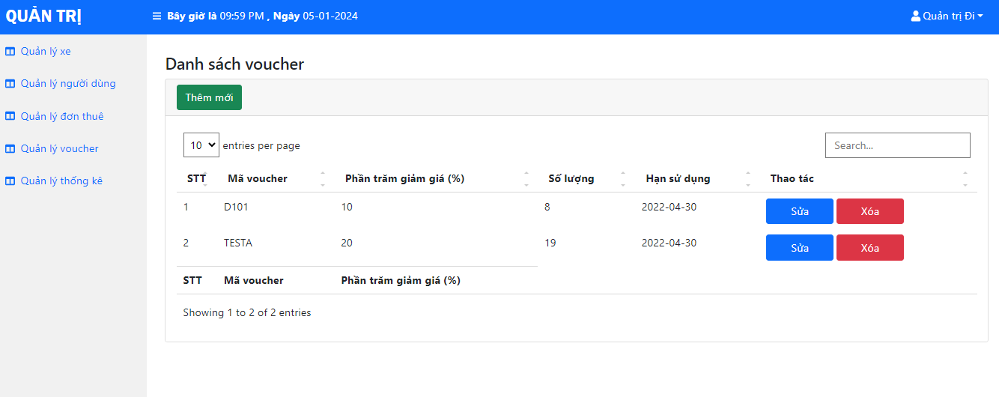 QUẢN TRỊ
Bây giờ là 09:59 PM , Ngày 05-01-2024
Quản trị Đi
Quản lý xe
Quản lý người dùng
Quản lý đơn thuê
Quản lý voucher
Quản lý thống kê
Danh sách voucher
Thêm mới
10 entries per page
Search...
STT Mã voucher Phần trăm giảm giá (%) Số lượng Hạn sử dụng Thao tác
1 D101 10 8 2022-04-30 Sửa Xóa
2 TESTA 20 19 2022-04-30 Sửa Xóa
STT Mã voucher Phần trăm giảm giá (%)
Showing 1 to 2 of 2 entries